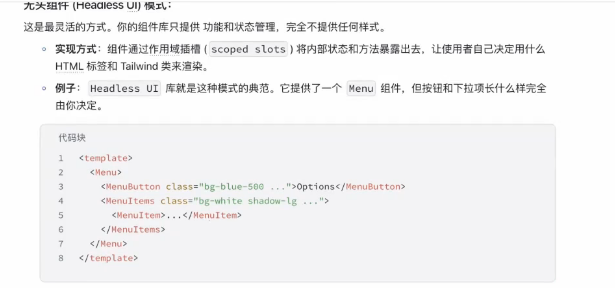 无头组件 (Headless UI) 模式：
这是最灵活的方式。你的组件库只提供 功能和状态管理，完全不提供任何样式。
实现方式：组件通过作用域插槽 ( scoped slots ) 将内部状态和方法暴露出去，让使用者自己决定用什么
HTML 标签和 Tailwind 类来渲染。
例子： Headless UI 库就是这种模式的典范。它提供了一个 Menu 组件，但按钮和下拉项长什么样完全
由你决定。
代码块
1 <template>
2 <Menu>
3 <MenuButton class="bg-blue-500 ...">Options</MenuButton>
4 <MenuItems class="bg-white shadow-lg ...">
5 <MenuItem>...</MenuItem>
6 </MenuItems>
7 </Menu>
8 </template>